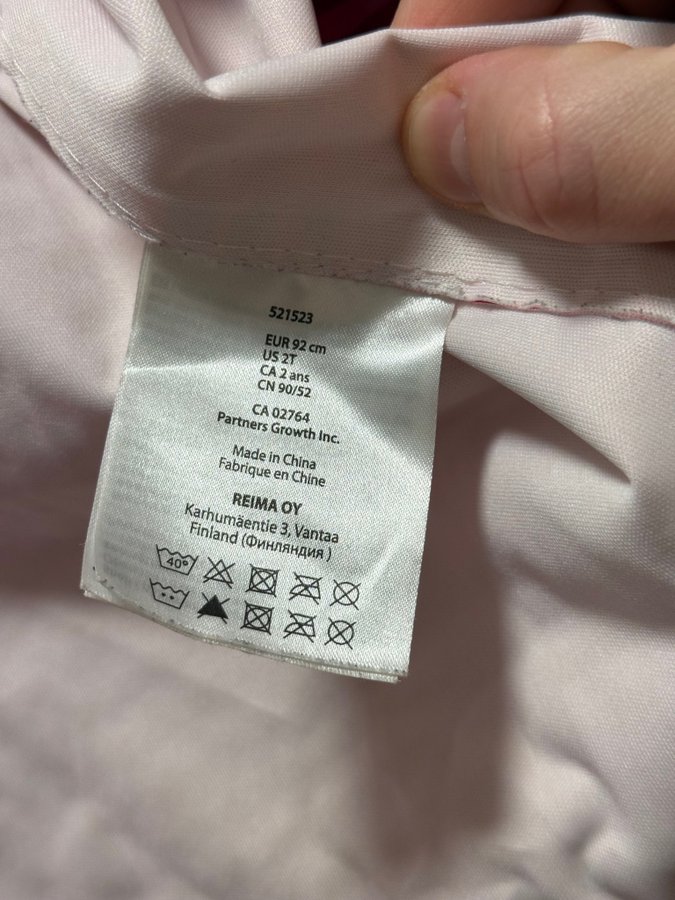 521523
EUR 92 cm
US 2T
CA 2 ans
CN 90/52
CA 02764
Partners Growth Inc.
Made in China
Fabrique en Chine
REIMA OY
Karhumäentie 3, Vantaa
Finland (Финляндия )
40°